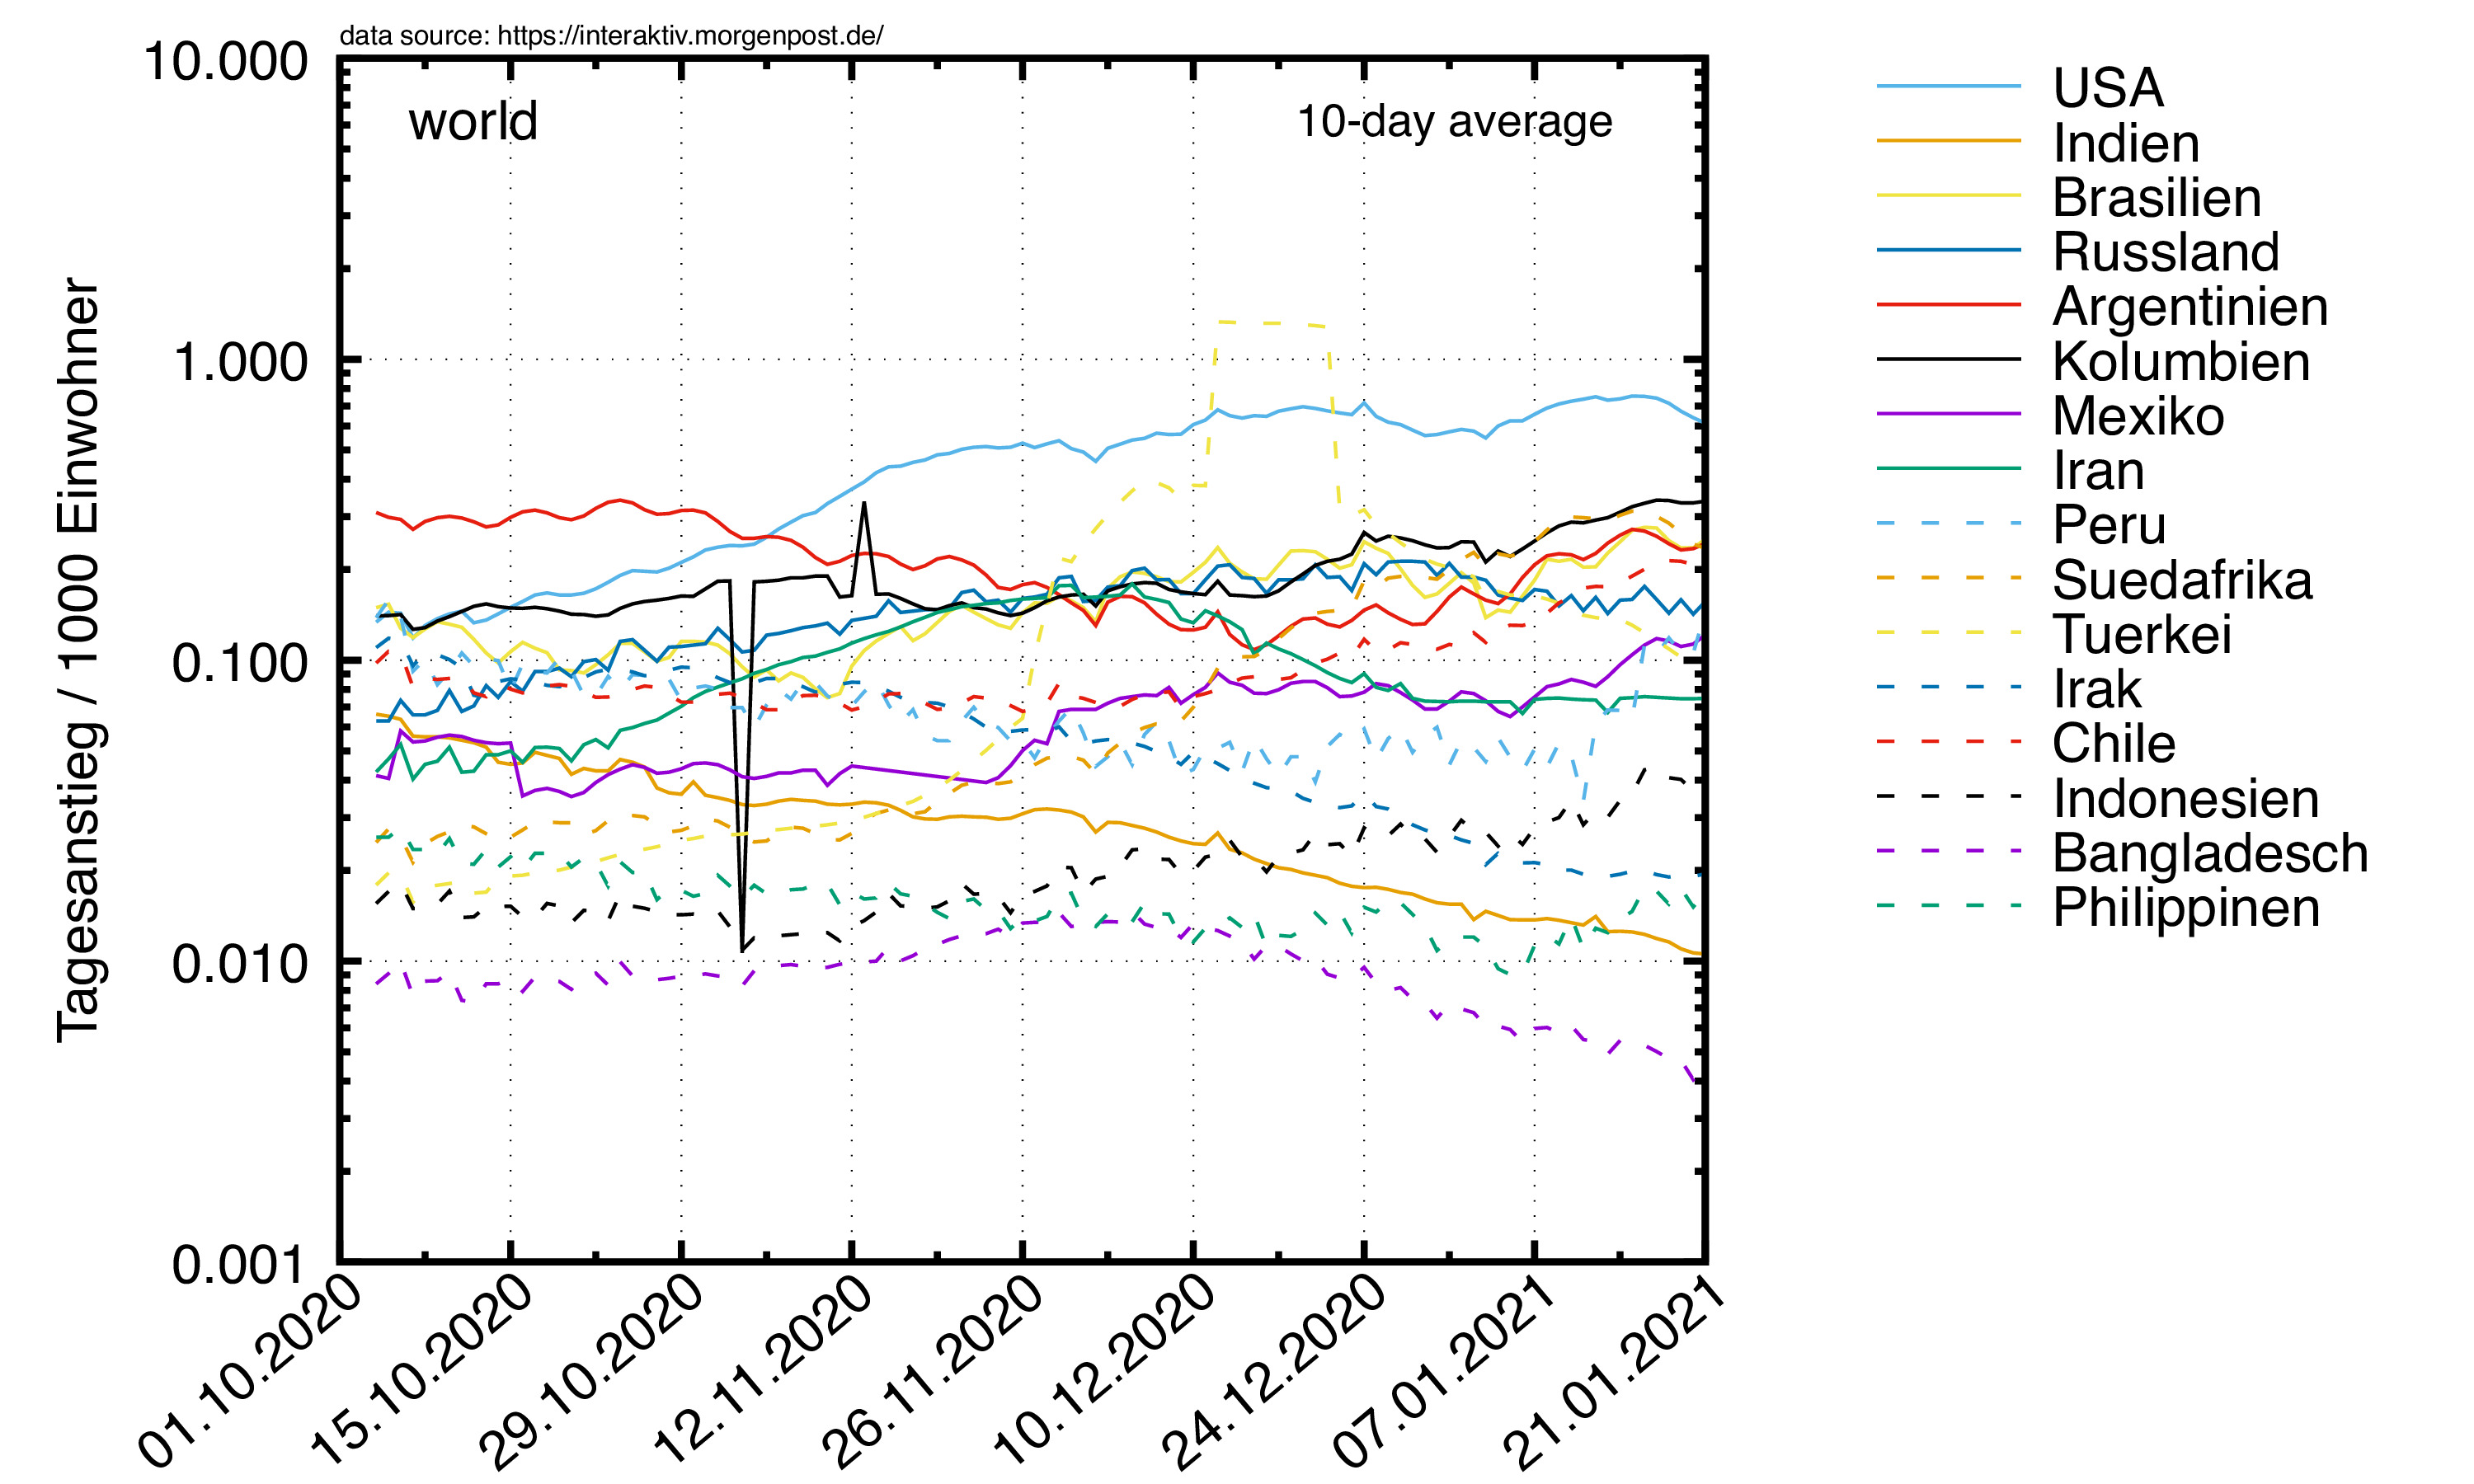 data source: https://interaktiv.morgenpost.de/
10.000
1.000
0.100
0.010
0.001
Tagesanstieg / 1000 Einwohner
world
10-day average
01.10.2020
15.10.2020
29.10.2020
12.11.2020
26.11.2020
10.12.2020
24.12.2020
07.01.2021
21.01.2021
USA
Indien
Brasilien
Russland
Argentinien
Kolumbien
Mexiko
Iran
Peru
Suedafrika
Tuerkei
Irak
Chile
Indonesien
Bangladesch
Philippinen